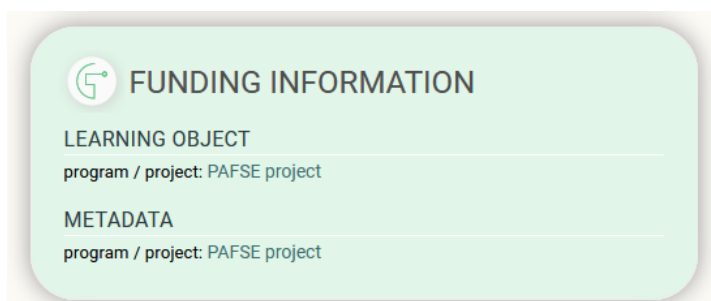 FUNDING INFORMATION
LEARNING OBJECT
program / project: PAFSE project
METADATA
program / project: PAFSE project